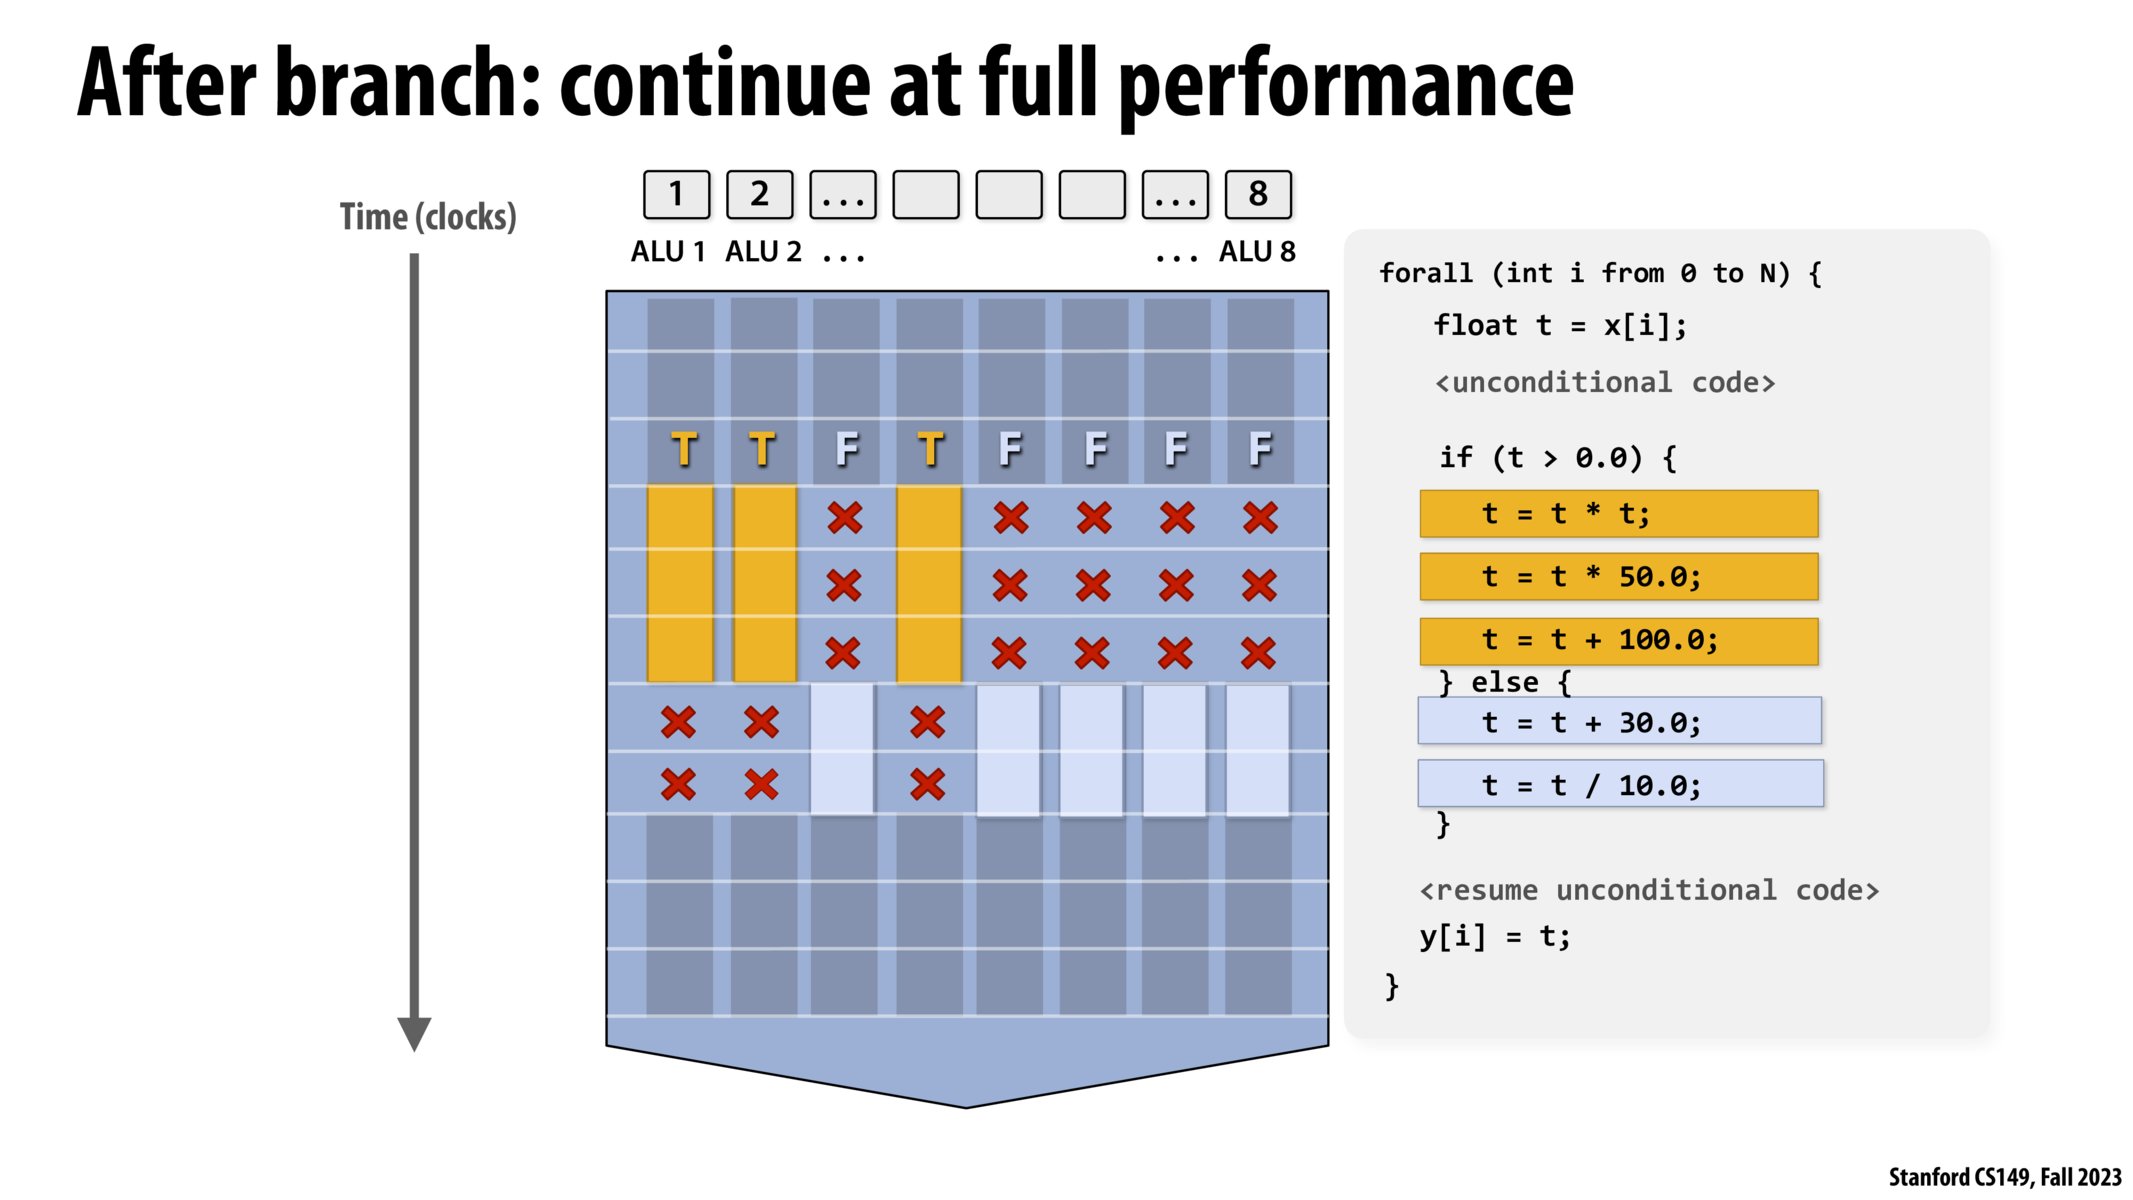 After branch: continue at full performance
Time (clocks)
1 2 ... ... 8
ALU 1 ALU 2 ... ... ALU 8
T T F T F F F F
forall (int i from 0 to N) {
float t = x[i];
<unconditional code>
if (t > 0.0) {
t = t * t;
t = t * 50.0;
t = t + 100.0;
} else {
t = t + 30.0;
t = t / 10.0;
}
<resume unconditional code>
y[i] = t;
}
Stanford CS149, Fall 2023